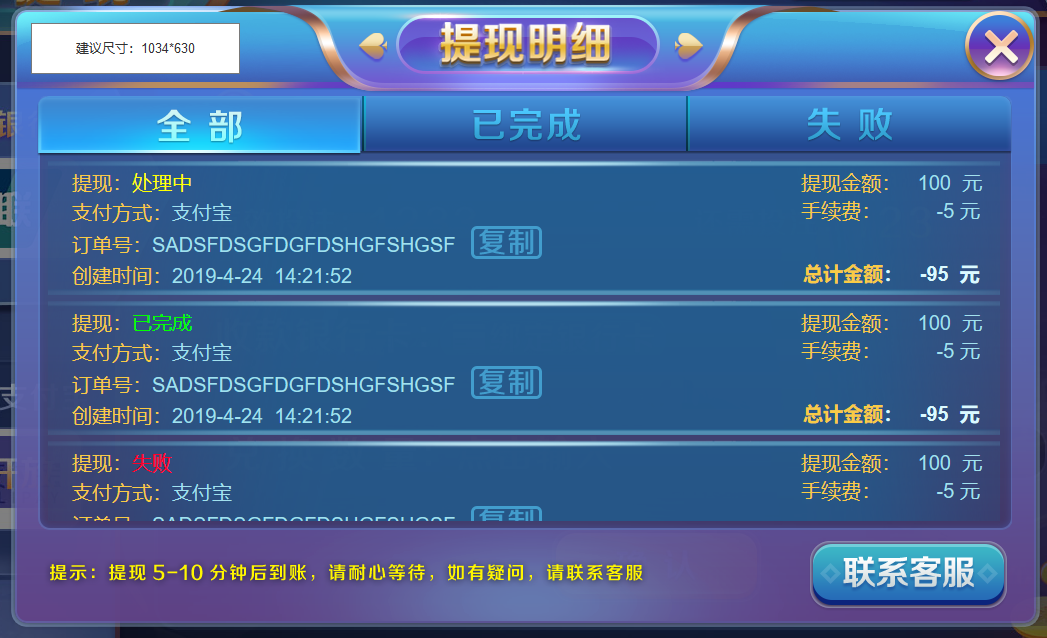 建议尺寸：1034*630
提现明细
全部
已完成
失败
提现：处理中
提现金额： 100 元
支付方式：支付宝
手续费： -5 元
订单号：SADSFDSGFDGFDSHGFSHGSF 复制
创建时间：2019-4-24 14:21:52
总计金额： -95 元
提现：已完成
提现金额： 100 元
支付方式：支付宝
手续费： -5 元
订单号：SADSFDSGFDGFDSHGFSHGSF 复制
创建时间：2019-4-24 14:21:52
总计金额： -95 元
提现：失败
提现金额： 100 元
支付方式：支付宝
手续费： -5 元
订单号：SADSFDSGFDGFDSHGFSHGSF 复制
提示：提现 5-10 分钟后到账，请耐心等待，如有疑问，请联系客服
联系客服